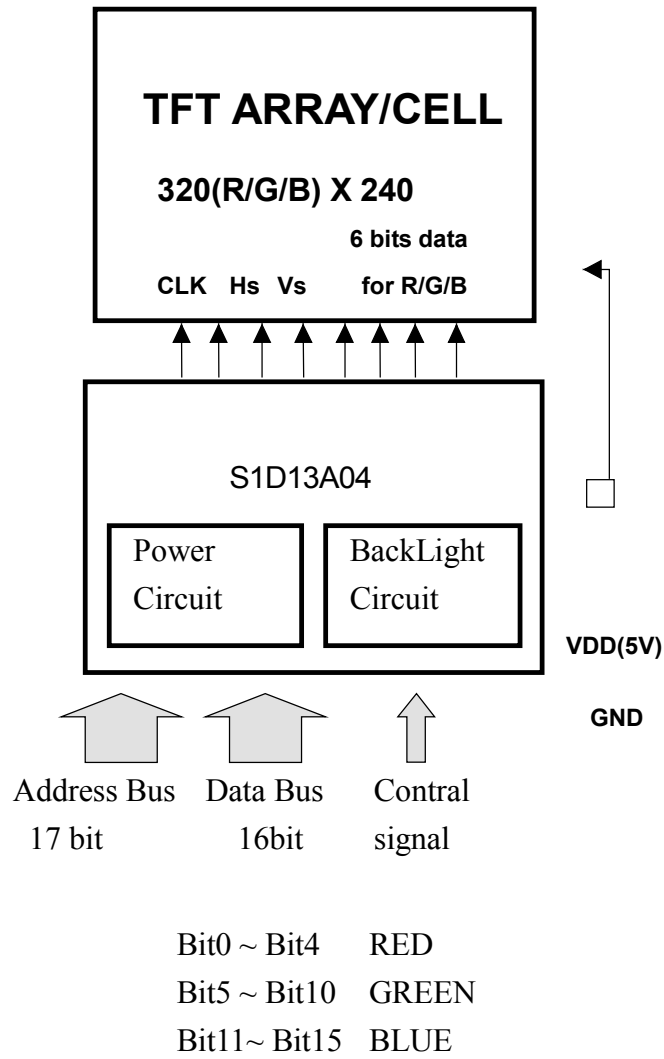 TFT ARRAY/CELL
320(R/G/B) X 240
6 bits data
CLK Hs Vs for R/G/B
S1D13A04
Power BackLight
Circuit Circuit
VDD(5V)
GND
Address Bus Data Bus Contral
17 bit 16bit signal
Bit0 ~ Bit4 RED
Bit5 ~ Bit10 GREEN
Bit11~ Bit15 BLUE